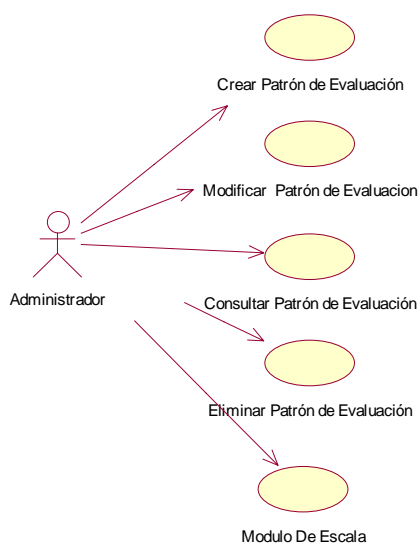 Crear Patrón de Evaluación
Modificar  Patrón de Evaluacion
Administrador
Consultar Patrón de Evaluación
Eliminar Patrón de Evaluación
Modulo De Escala